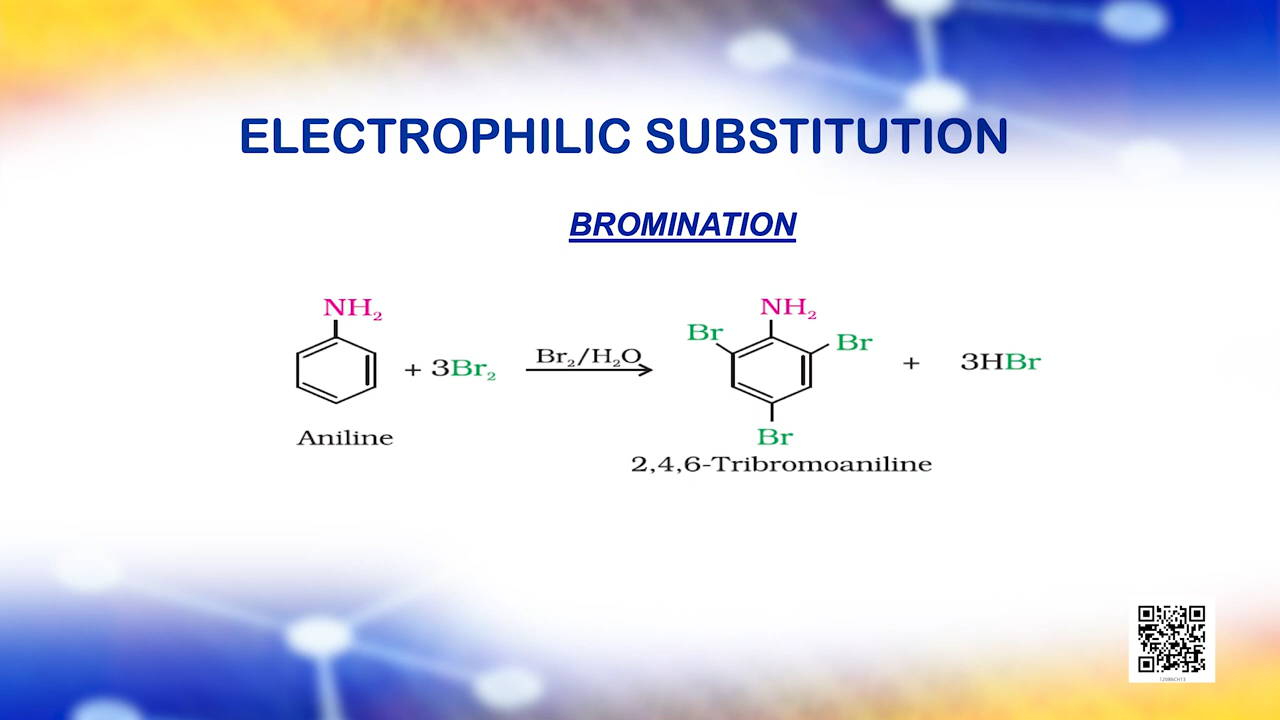 ELECTROPHILIC SUBSTITUTION
BROMINATION
NH₂ NH₂
Br Br
+ 3Br₂ Br₂/H₂O + 3HBr
Aniline Br
2,4,6-Tribromoaniline